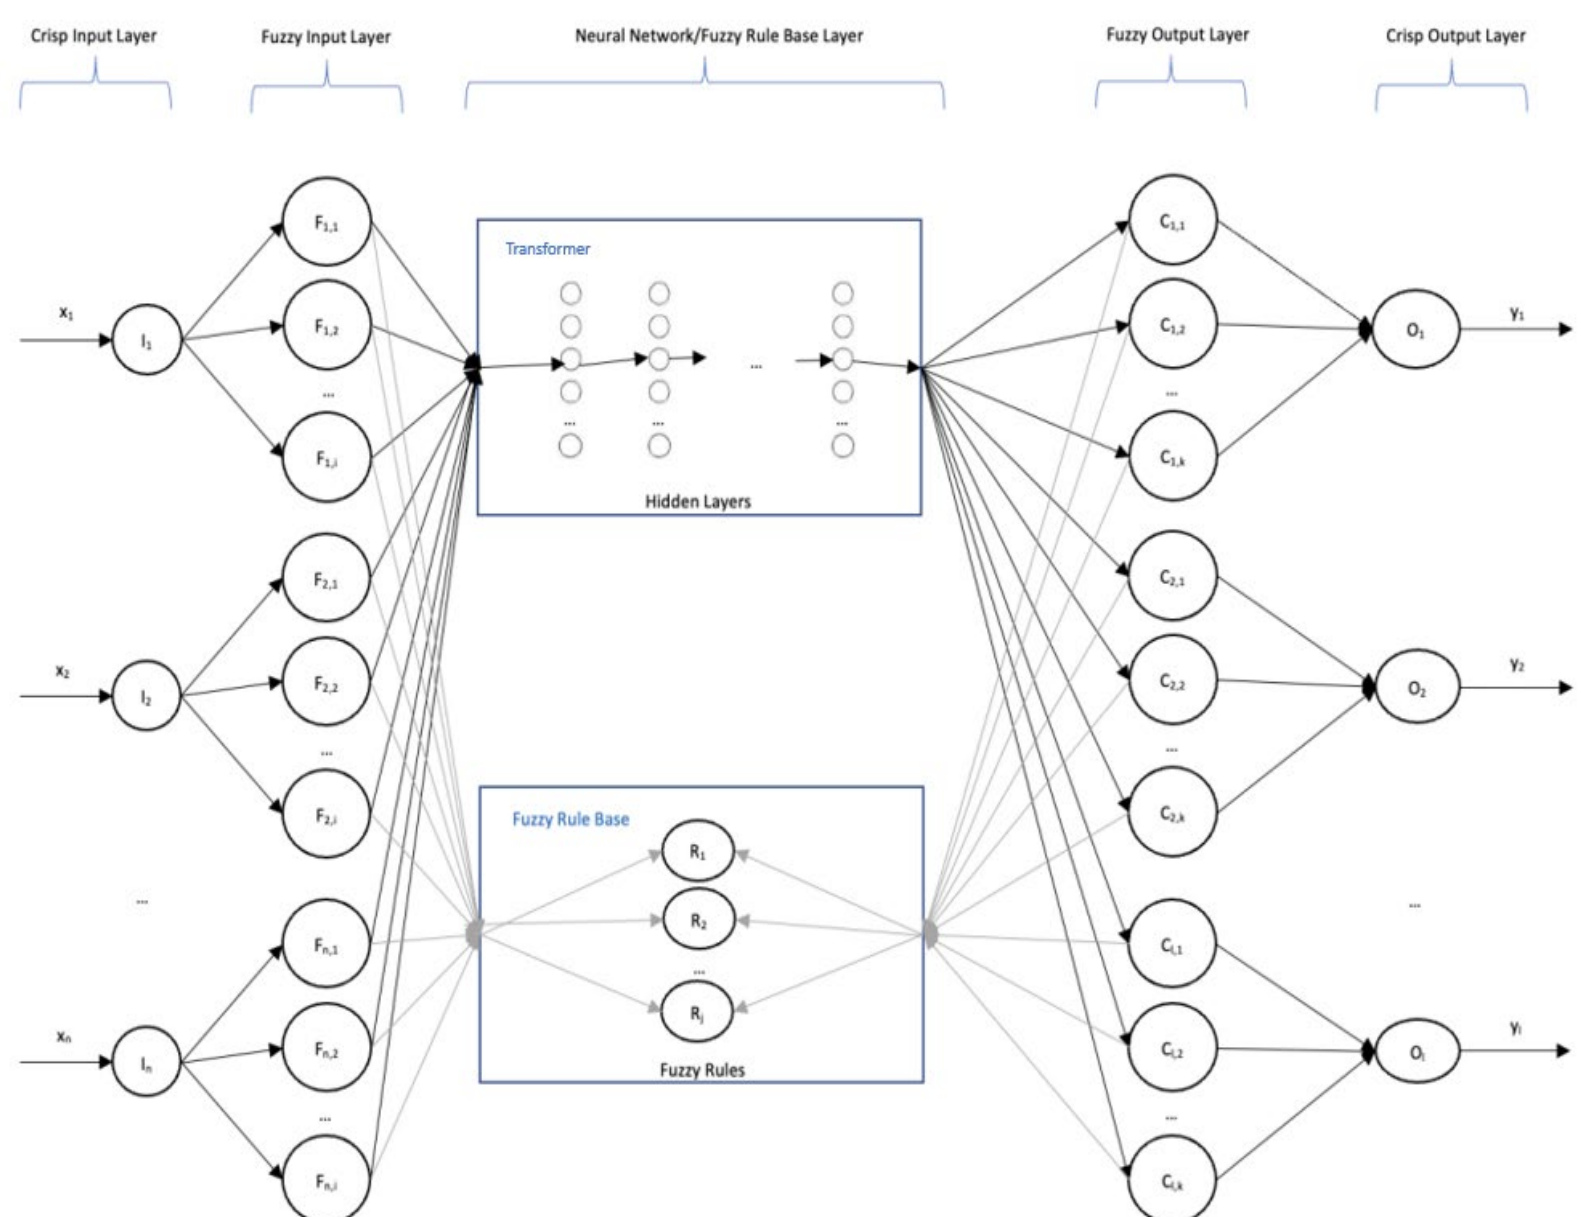 Crisp Input Layer
Fuzzy Input Layer
Neural Network/Fuzzy Rule Base Layer
Fuzzy Output Layer
Crisp Output Layer
x₁
I₁
F₁,₁
F₁,₂
...
F₁,ᵢ
x₂
I₂
F₂,₁
F₂,₂
...
F₂,ᵢ
...
xₙ
Iₙ
Fₙ,₁
Fₙ,₂
...
Fₙ,ᵢ
Transformer
...
... ... ...
Hidden Layers
Fuzzy Rule Base
R₁
R₂
...
Rⱼ
Fuzzy Rules
C₁,₁
C₁,₂
...
C₁,ₖ
O₁
y₁
C₂,₁
C₂,₂
...
C₂,ₖ
O₂
y₂
...
Cₗ,₁
Cₗ,₂
...
Cₗ,ₖ
Oₗ
yₗ